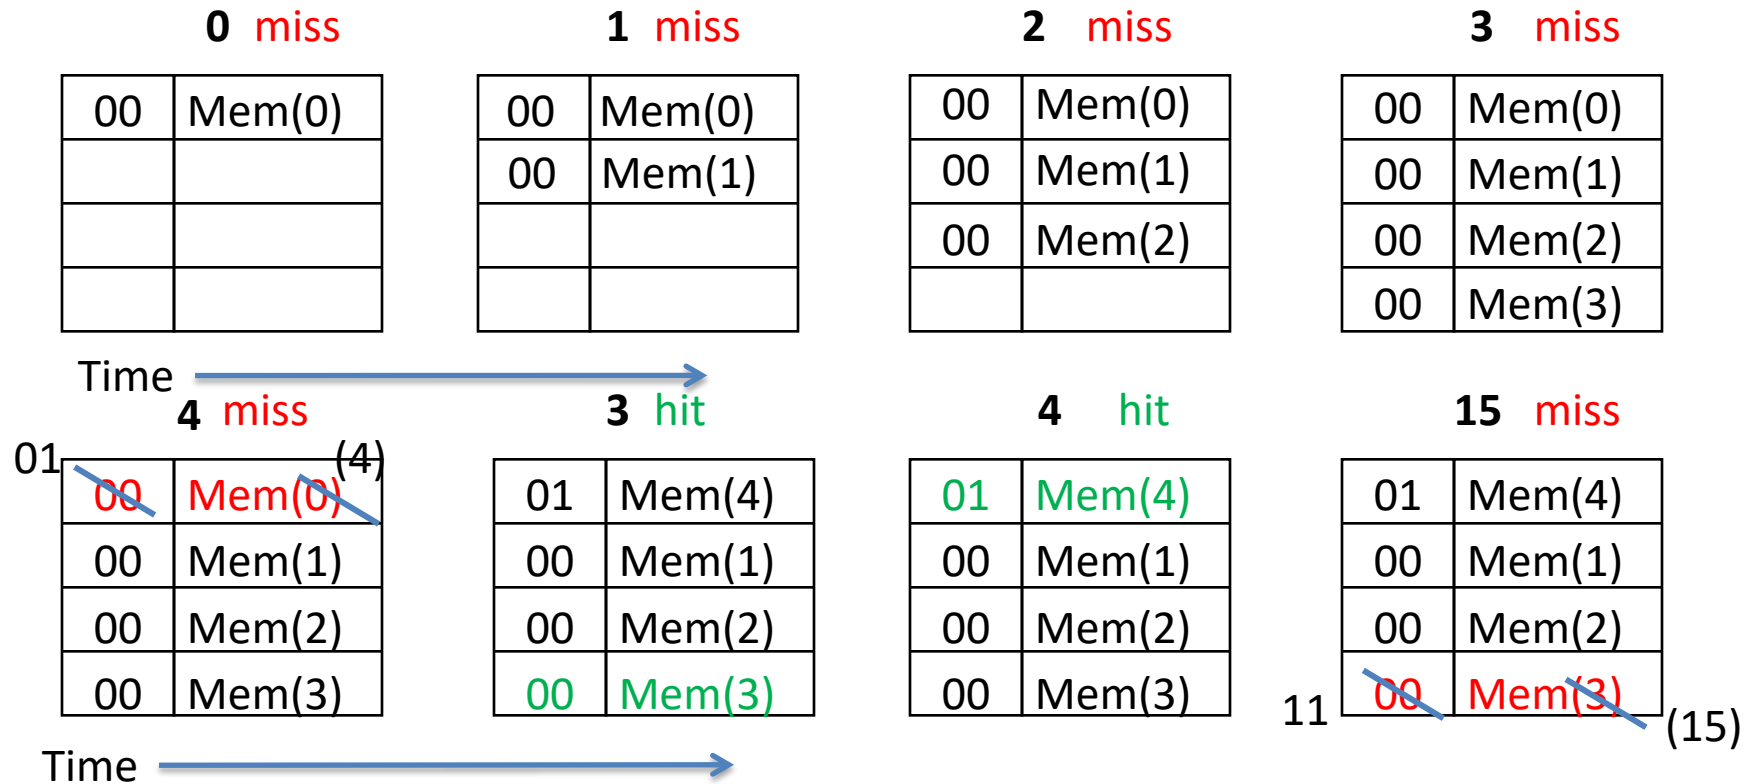 0 miss 1 miss 2 miss 3 miss
00 Mem(0) 00 Mem(0) 00 Mem(0) 00 Mem(0)
00 Mem(1) 00 Mem(1) 00 Mem(1)
00 Mem(2) 00 Mem(2)
00 Mem(3)
Time
4 miss 3 hit 4 hit 15 miss
01 (4)
00 Mem(0) 01 Mem(4) 01 Mem(4) 01 Mem(4)
00 Mem(1) 00 Mem(1) 00 Mem(1) 00 Mem(1)
00 Mem(2) 00 Mem(2) 00 Mem(2) 00 Mem(2)
00 Mem(3) 00 Mem(3) 00 Mem(3) 00 Mem(3)
11 (15)
Time